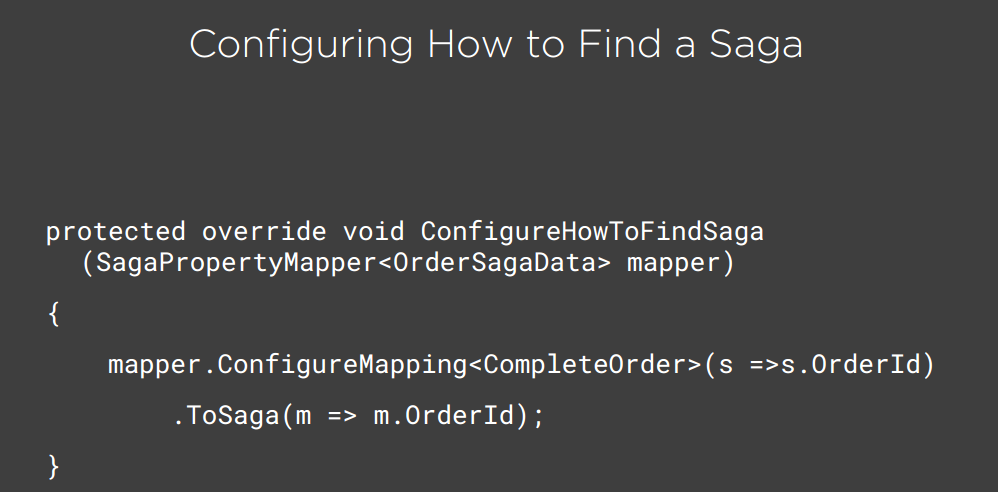 Configuring How to Find a Saga
protected override void ConfigureHowToFindSaga
(SagaPropertyMapper<OrderSagaData> mapper)
{
mapper.ConfigureMapping<CompleteOrder>(s =>s.OrderId)
.ToSaga(m => m.OrderId);
}